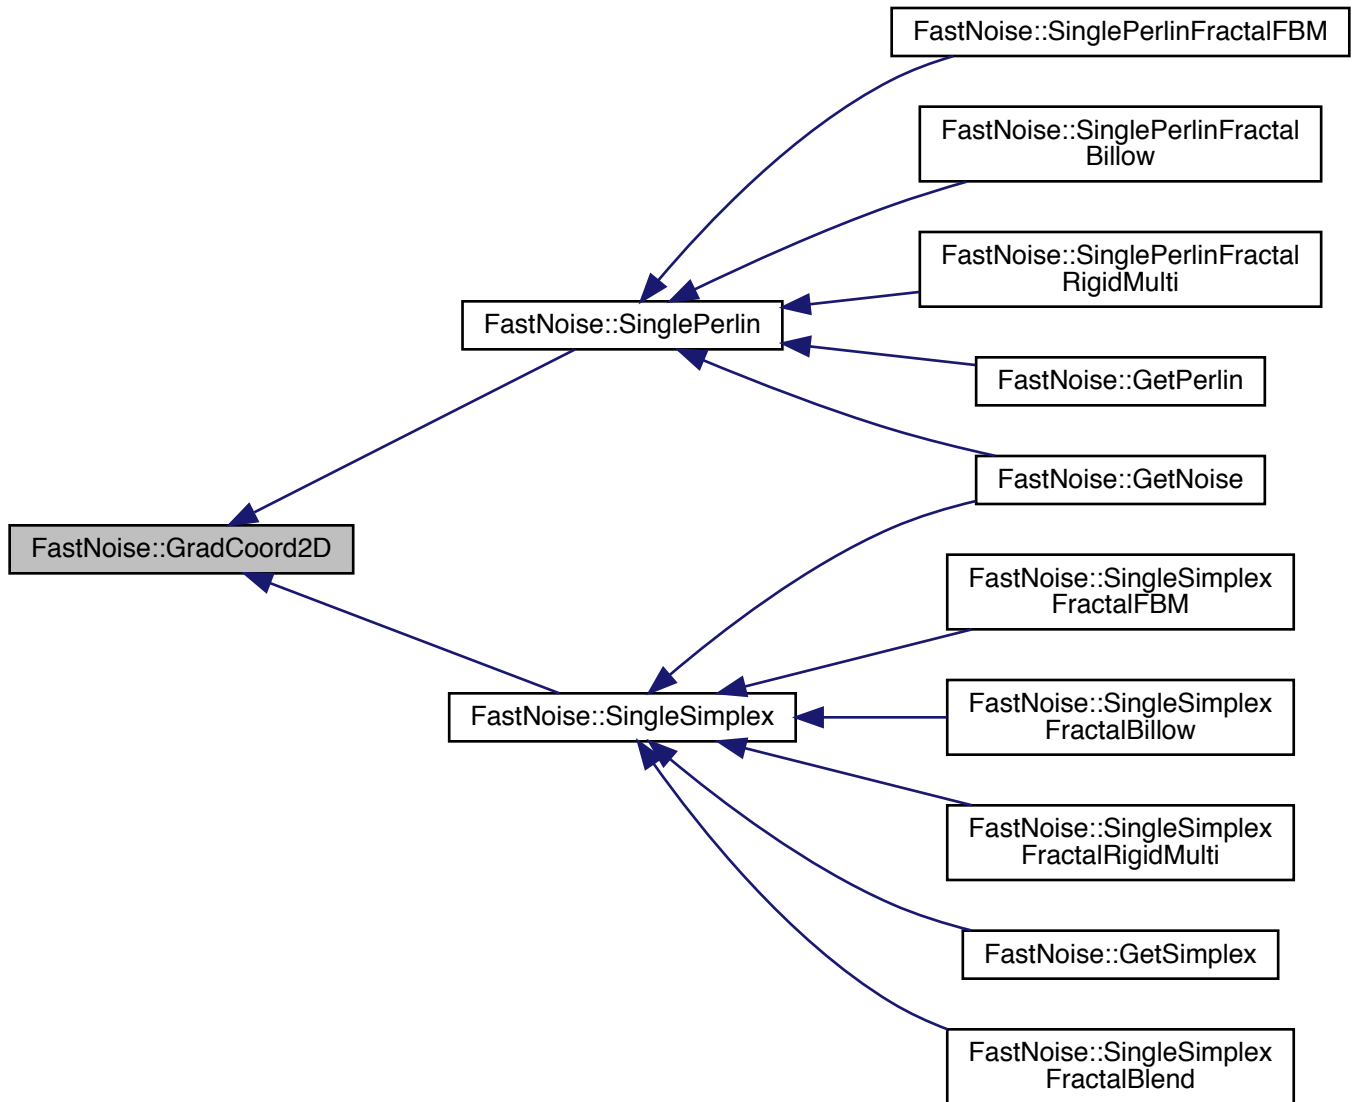 FastNoise::SinglePerlinFractalFBM
FastNoise::SinglePerlinFractal
Billow
FastNoise::SinglePerlinFractal
RigidMulti
FastNoise::SinglePerlin
FastNoise::GetPerlin
FastNoise::GetNoise
FastNoise::GradCoord2D
FastNoise::SingleSimplex
FractalFBM
FastNoise::SingleSimplex
FastNoise::SingleSimplex
FractalBillow
FastNoise::SingleSimplex
FractalRigidMulti
FastNoise::GetSimplex
FastNoise::SingleSimplex
FractalBlend